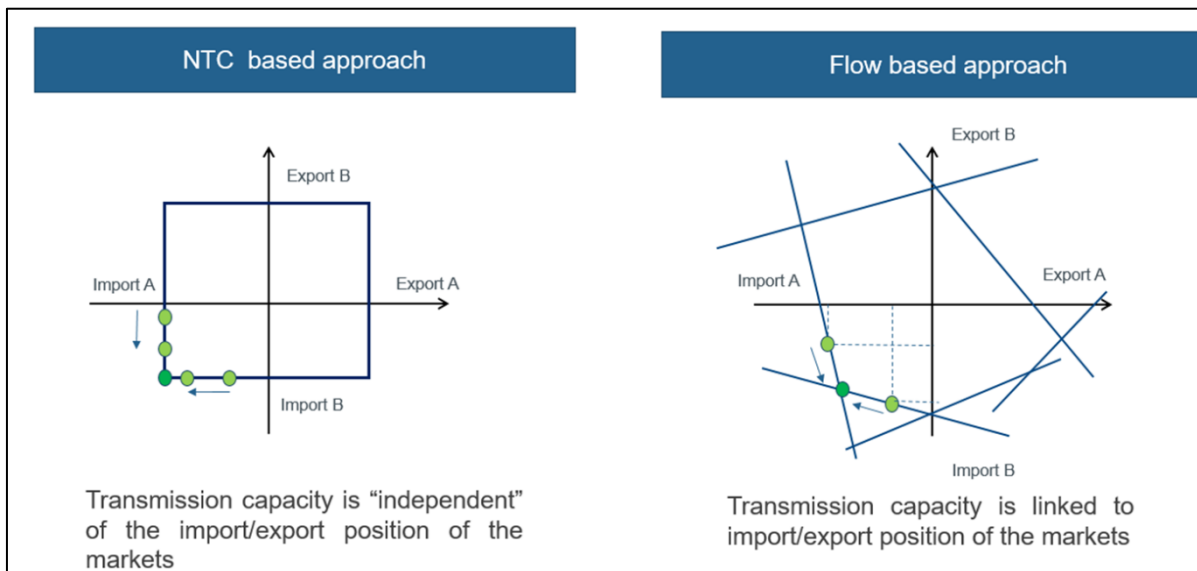 NTC based approach
Export B
Import A
Export A
Import B
Transmission capacity is “independent”
of the import/export position of the
markets
Flow based approach
Export B
Import A
Export A
Import B
Transmission capacity is linked to
import/export position of the markets